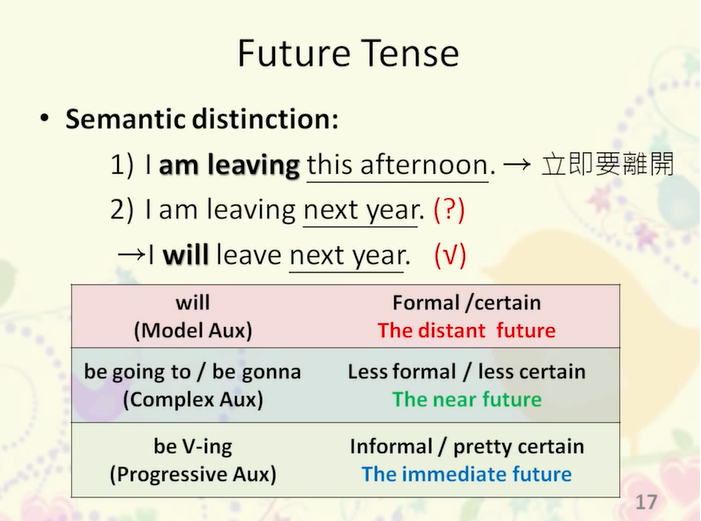 Future Tense
• Semantic distinction:
1) I am leaving this afternoon. → 立即要離開
2) I am leaving next year. (?)
→I will leave next year. (√)
will
(Model Aux)
Formal /certain
The distant future
be going to / be gonna
(Complex Aux)
Less formal / less certain
The near future
be V-ing
(Progressive Aux)
Informal / pretty certain
The immediate future
17